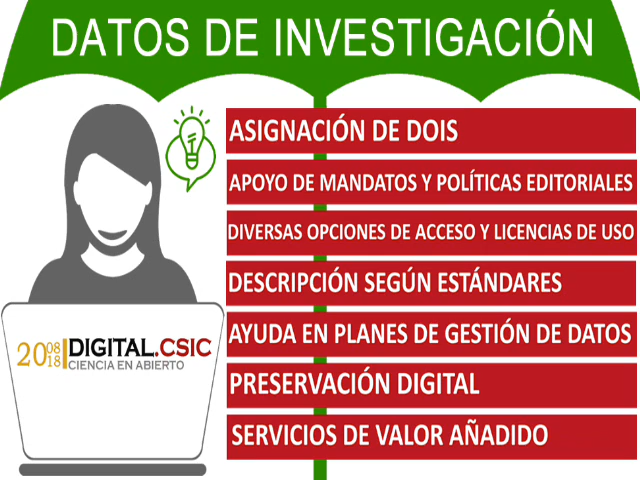 DATOS DE INVESTIGACIÓN
ASIGNACIÓN DE DOIS
APOYO DE MANDATOS Y POLÍTICAS EDITORIALES
DIVERSAS OPCIONES DE ACCESO Y LICENCIAS DE USO
DESCRIPCIÓN SEGÚN ESTÁNDARES
AYUDA EN PLANES DE GESTIÓN DE DATOS
PRESERVACIÓN DIGITAL
SERVICIOS DE VALOR AÑADIDO
20 08 18 DIGITAL.CSIC
CIENCIA EN ABIERTO